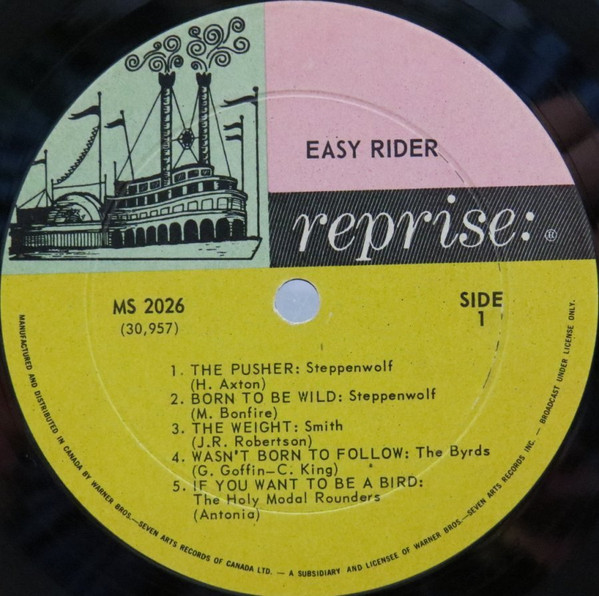 EASY RIDER
reprise:®
MS 2026
(30,957)
SIDE
1
1. THE PUSHER: Steppenwolf
(H. Axton)
2. BORN TO BE WILD: Steppenwolf
(M. Bonfire)
3. THE WEIGHT: Smith
(J.R. Robertson)
4. WASN'T BORN TO FOLLOW: The Byrds
(G. Goffin-C. King)
5. IF YOU WANT TO BE A BIRD:
The Holy Modal Rounders
(Antonia)
MANUFACTURED AND DISTRIBUTED IN CANADA BY WARNER BROS.—SEVEN ARTS RECORDS OF CANADA LTD. — A SUBSIDIARY AND LICENSEE OF WARNER BROS.—SEVEN ARTS RECORDS INC. — BROADCAST UNDER LICENSE ONLY.